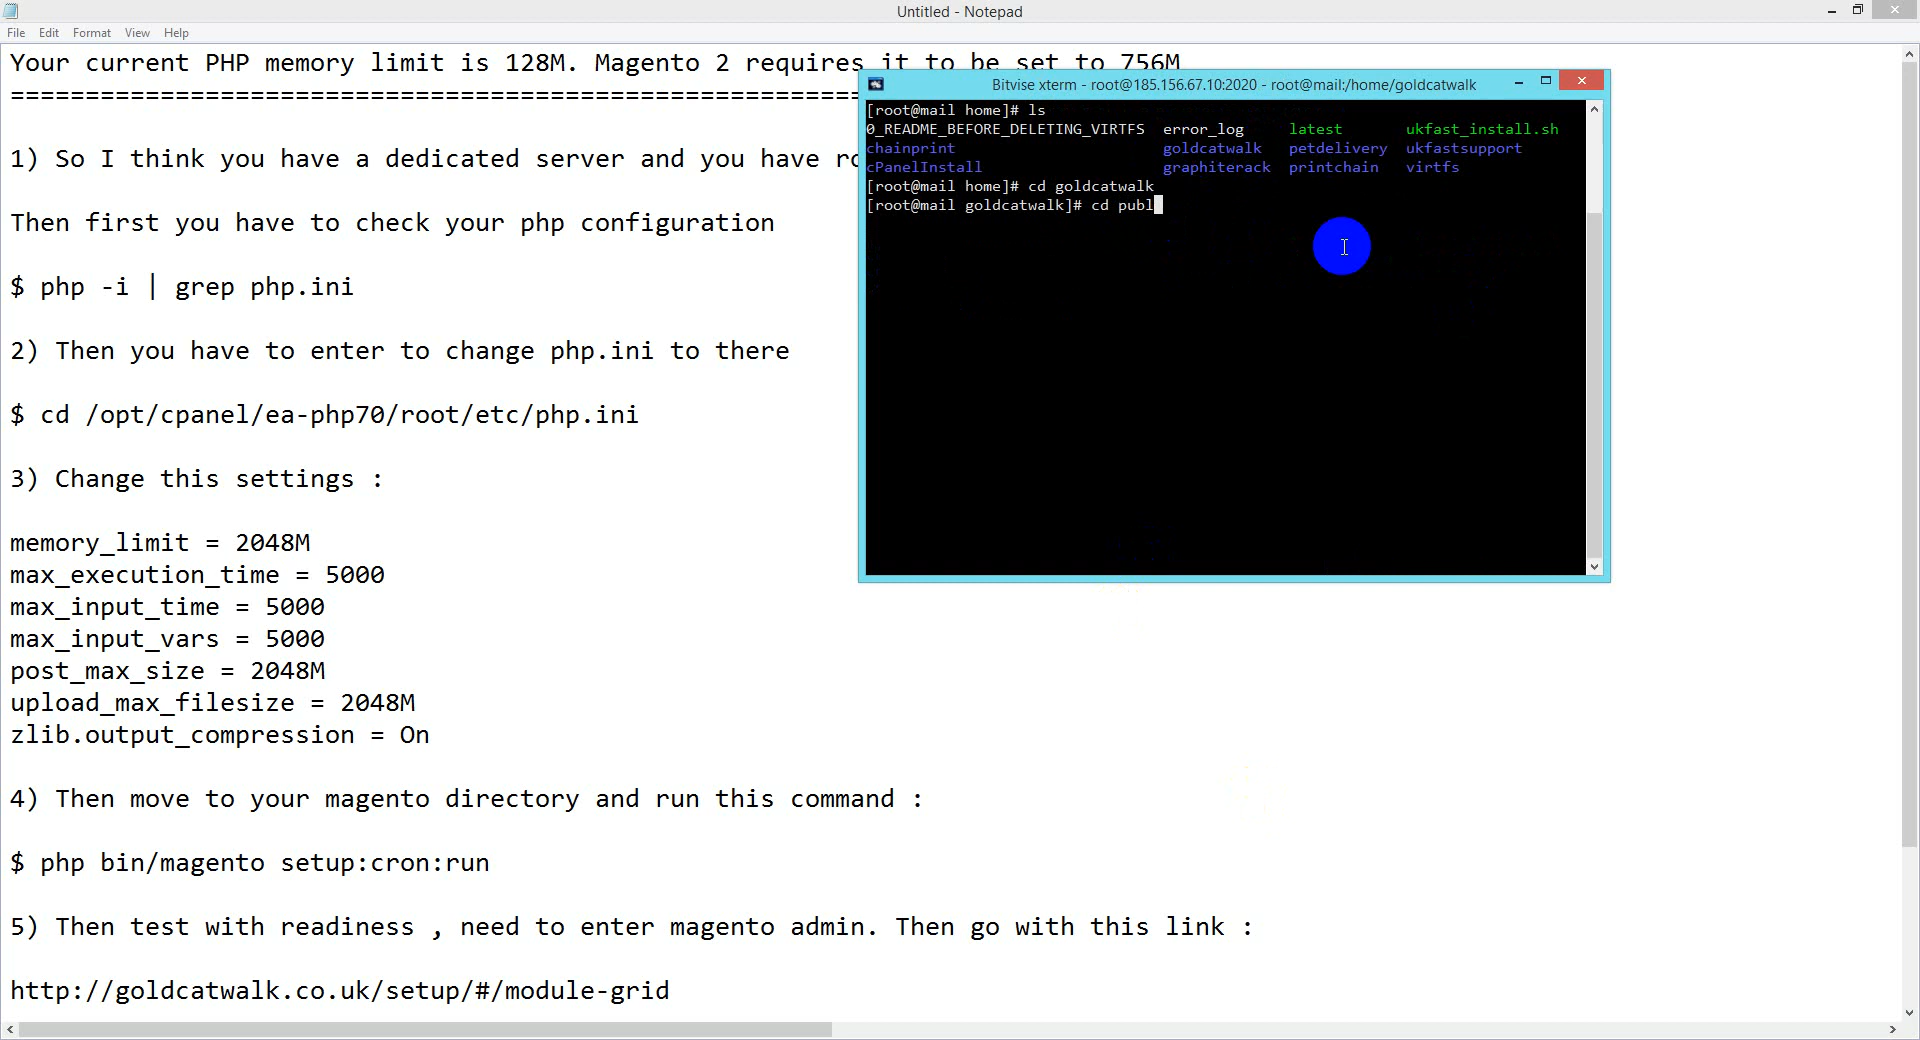 Untitled - Notepad
File Edit Format View Help
Your current PHP memory limit is 128M. Magento 2 requires it to be set to 756M
==========================================================
1) So I think you have a dedicated server and you have
Then first you have to check your php configuration
$ php -i | grep php.ini
2) Then you have to enter to change php.ini to there
$ cd /opt/cpanel/ea-php70/root/etc/php.ini
3) Change this settings :
memory_limit = 2048M
max_execution_time = 5000
max_input_time = 5000
max_input_vars = 5000
post_max_size = 2048M
upload_max_filesize = 2048M
zlib.output_compression = On
4) Then move to your magento directory and run this command :
$ php bin/magento setup:cron:run
5) Then test with readiness , need to enter magento admin. Then go with this link :
http://goldcatwalk.co.uk/setup/#/module-grid
Bitvise xterm - root@185.156.67.10:2020 - root@mail:/home/goldcatwalk
[root@mail home]# ls
0_README_BEFORE_DELETING_VIRTFS error_log latest ukfast_install.sh
chainprint goldcatwalk petdelivery ukfastsupport
cPanelInstall graphiterack printchain virtfs
[root@mail home]# cd goldcatwalk
[root@mail goldcatwalk]# cd publ